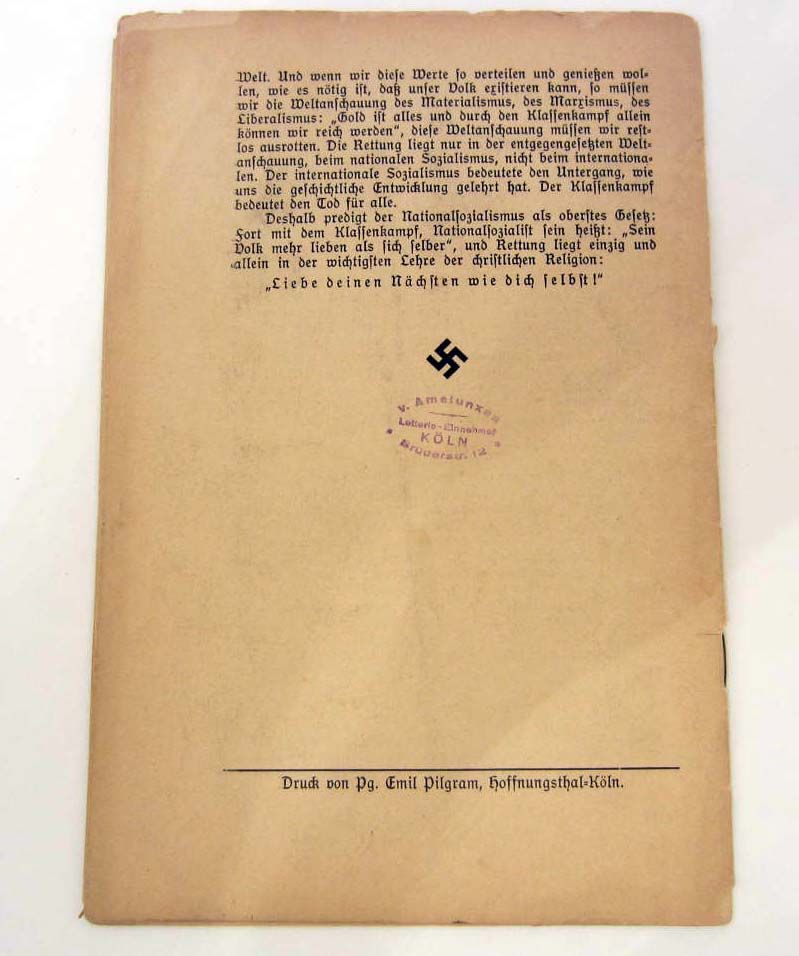 Welt. Und wenn wir dieſe Werte ſo verteilen und genießen wol-
len, wie es nötig iſt, daß unſer Volk exiſtieren kann, ſo müſſen
wir die Weltanſchauung des Materialismus, des Marxismus, des
Liberalismus: „Gold iſt alles und durch den Klaſſenkampf allein
können wir reich werden“, dieſe Weltanſchauung müſſen wir reſt-
los ausrotten. Die Rettung liegt nur in der entgegengeſetzten Welt-
anſchauung, beim nationalen Sozialismus, nicht beim internationa-
len. Der internationale Sozialismus bedeutete den Untergang, wie
uns die geſchichtliche Entwicklung gelehrt hat. Der Klaſſenkampf
bedeutet den Tod für alle.
Deshalb predigt der Nationalſozialismus als oberſtes Geſetz:
Fort mit dem Klaſſenkampf, Nationalſozialiſt ſein heißt: „Sein
Volk mehr lieben als ſich ſelber“, und Rettung liegt einzig und
allein in der wichtigſten Lehre der chriſtlichen Religion:
„Liebe deinen Nächſten wie dich ſelbſt!“
v. Amelunxen
Lotterie-Einnehmer
KÖLN
Brüderstr. 12
Druck von Pg. Emil Pilgram, Hoffnungsthal-Köln.